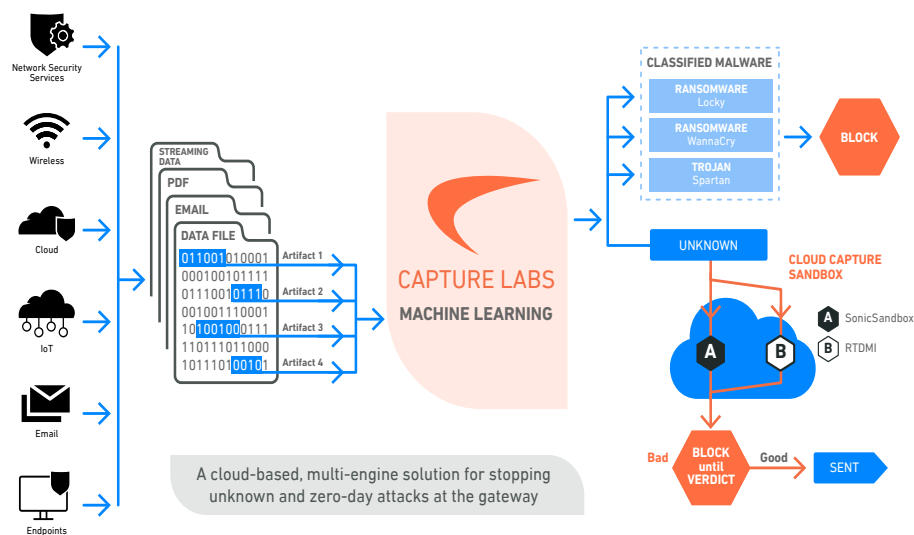 Network Security
Services
Wireless
Cloud
IoT
Email
Endpoints
STREAMING
DATA
PDF
EMAIL
DATA FILE
011001010001
000100101111
011100101110
001001110001
101001000111
110111011000
101110100101
Artifact 1
Artifact 2
Artifact 3
Artifact 4
CAPTURE LABS
MACHINE LEARNING
A cloud-based, multi-engine solution for stopping
unknown and zero-day attacks at the gateway
CLASSIFIED MALWARE
RANSOMWARE
Locky
RANSOMWARE
WannaCry
TROJAN
Spartan
BLOCK
UNKNOWN
CLOUD CAPTURE
SANDBOX
A SonicSandbox
B RTDMI
A
B
Bad
BLOCK
until
VERDICT
Good
SENT